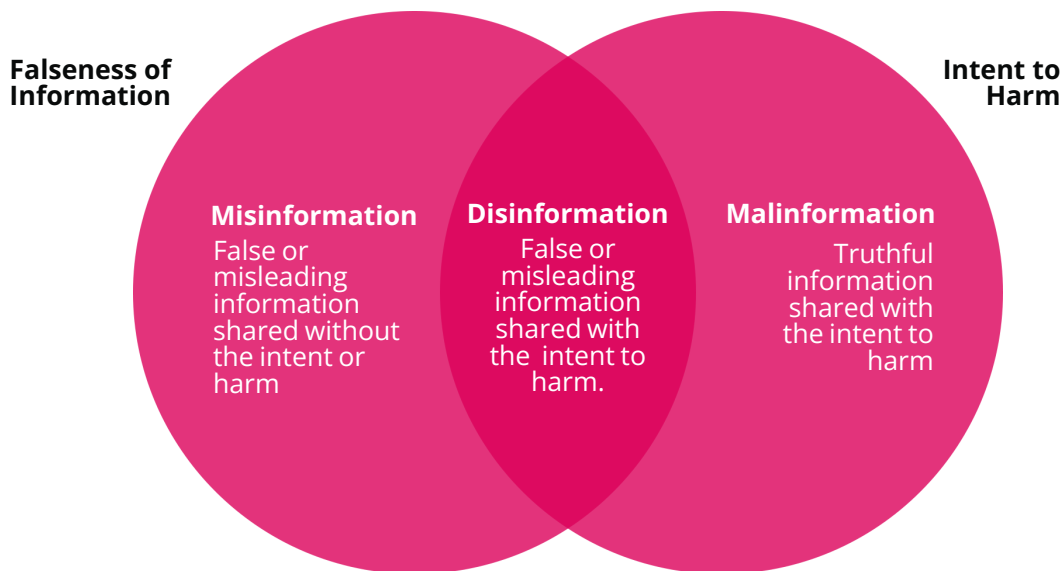 Falseness of
Information
Intent to
Harm
Misinformation
False or
misleading
information
shared without
the intent or
harm
Disinformation
False or
misleading
information
shared with
the  intent to
harm.
Malinformation
Truthful
information
shared with
the intent to
harm